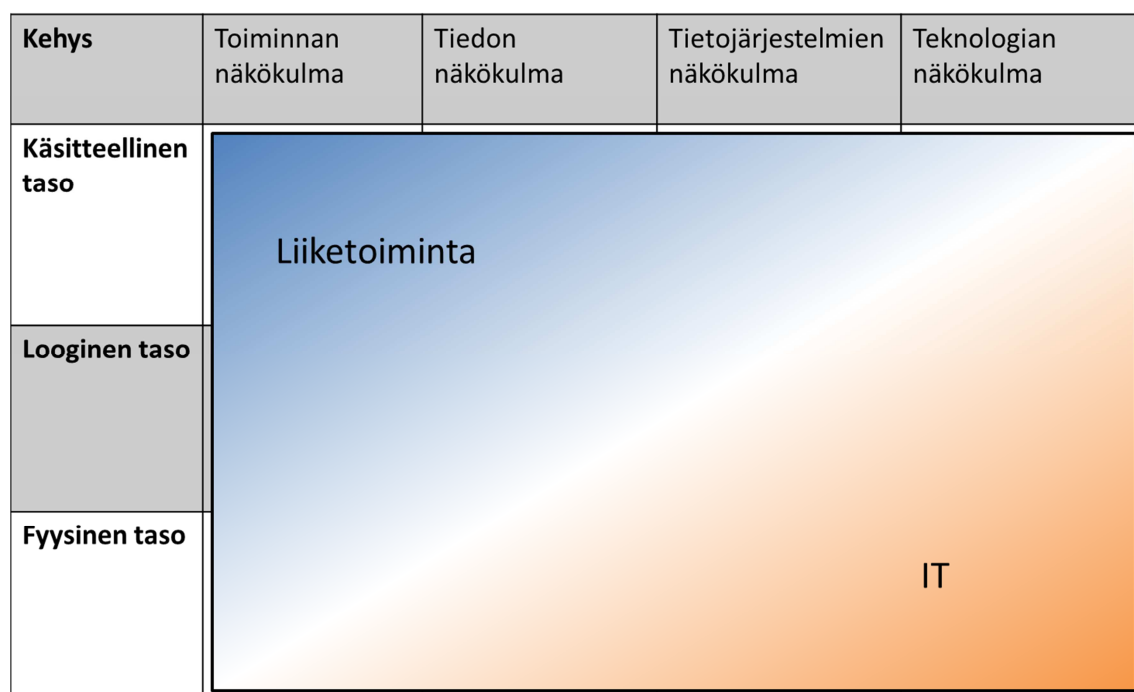 Kehys
Toiminnan
näkökulma
Tiedon
näkökulma
Tietojärjestelmien
näkökulma
Teknologian
näkökulma
Käsitteellinen
taso
Liiketoiminta
Looginen taso
Fyysinen taso
IT